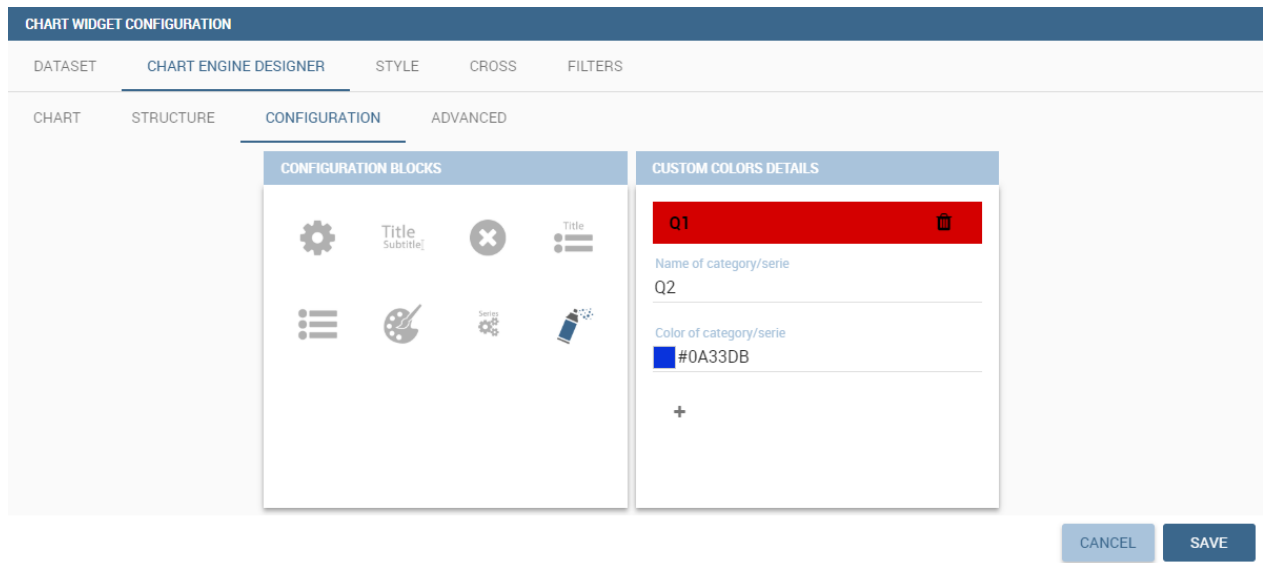 CHART WIDGET CONFIGURATION
DATASET CHART ENGINE DESIGNER STYLE CROSS FILTERS
CHART STRUCTURE CONFIGURATION ADVANCED
CONFIGURATION BLOCKS
Title
Subtitle
Title
Series
CUSTOM COLORS DETAILS
Q1
Name of category/serie
Q2
Color of category/serie
#0A33DB
+
CANCEL SAVE